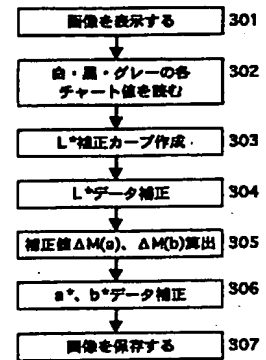 画像を表示する 301
白・黒・グレーの各 302
チャート値を読む
L*補正カーブ作成 303
L*データ補正 304
補正値ΔM(a)、ΔM(b)算出 305
a*、b*データ補正 306
画像を保存する 307